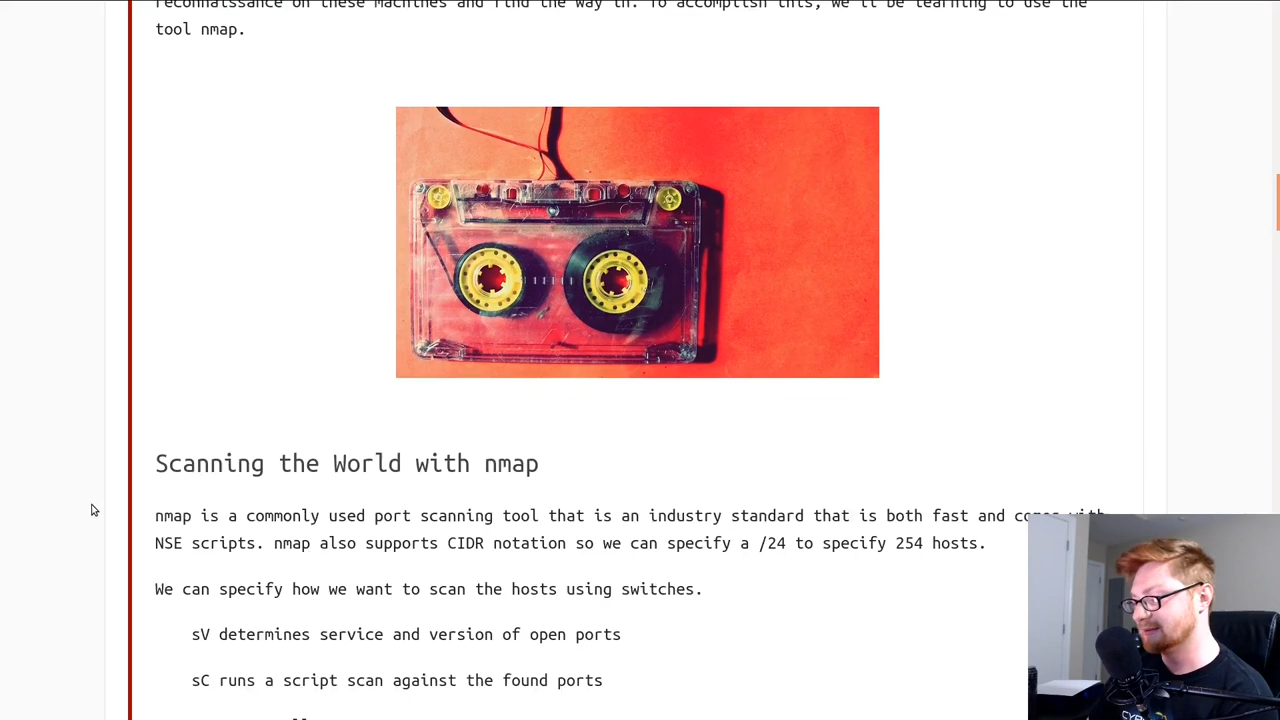 reconnaissance on these machines and find the way in. To accomplish this, we'll be learning to use the
tool nmap.
Scanning the World with nmap
nmap is a commonly used port scanning tool that is an industry standard that is both fast and comes with
NSE scripts. nmap also supports CIDR notation so we can specify a /24 to specify 254 hosts.
We can specify how we want to scan the hosts using switches.
sV determines service and version of open ports
sC runs a script scan against the found ports